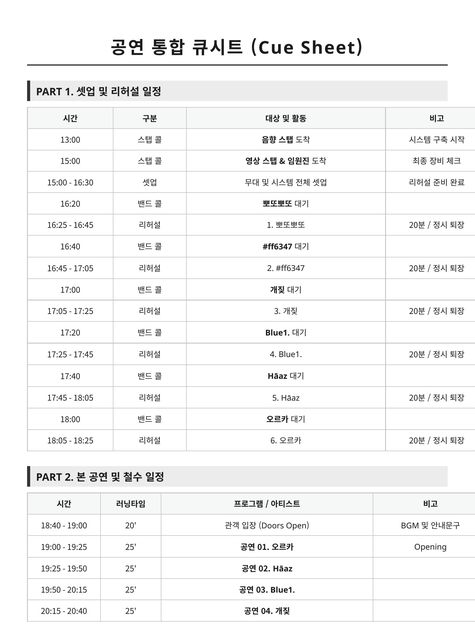 공연 통합 큐시트 (Cue Sheet)
PART 1. 셋업 및 리허설 일정
시간 구분 대상 및 활동 비고
13:00 스탭 콜 음향 스탭 도착 시스템 구축 시작
15:00 스탭 콜 영상 스탭 & 임원진 도착 최종 장비 체크
15:00 - 16:30 셋업 무대 및 시스템 전체 셋업 리허설 준비 완료
16:20 밴드 콜 뽀또뽀또 대기
16:25 - 16:45 리허설 1. 뽀또뽀또 20분 / 정시 퇴장
16:40 밴드 콜 #ff6347 대기
16:45 - 17:05 리허설 2. #ff6347 20분 / 정시 퇴장
17:00 밴드 콜 개짖 대기
17:05 - 17:25 리허설 3. 개짖 20분 / 정시 퇴장
17:20 밴드 콜 Blue1. 대기
17:25 - 17:45 리허설 4. Blue1. 20분 / 정시 퇴장
17:40 밴드 콜 Hāaz 대기
17:45 - 18:05 리허설 5. Hāaz 20분 / 정시 퇴장
18:00 밴드 콜 오르카 대기
18:05 - 18:25 리허설 6. 오르카 20분 / 정시 퇴장
PART 2. 본 공연 및 철수 일정
시간 러닝타임 프로그램 / 아티스트 비고
18:40 - 19:00 20' 관객 입장 (Doors Open) BGM 및 안내문구
19:00 - 19:25 25' 공연 01. 오르카 Opening
19:25 - 19:50 25' 공연 02. Hāaz
19:50 - 20:15 25' 공연 03. Blue1.
20:15 - 20:40 25' 공연 04. 개짖